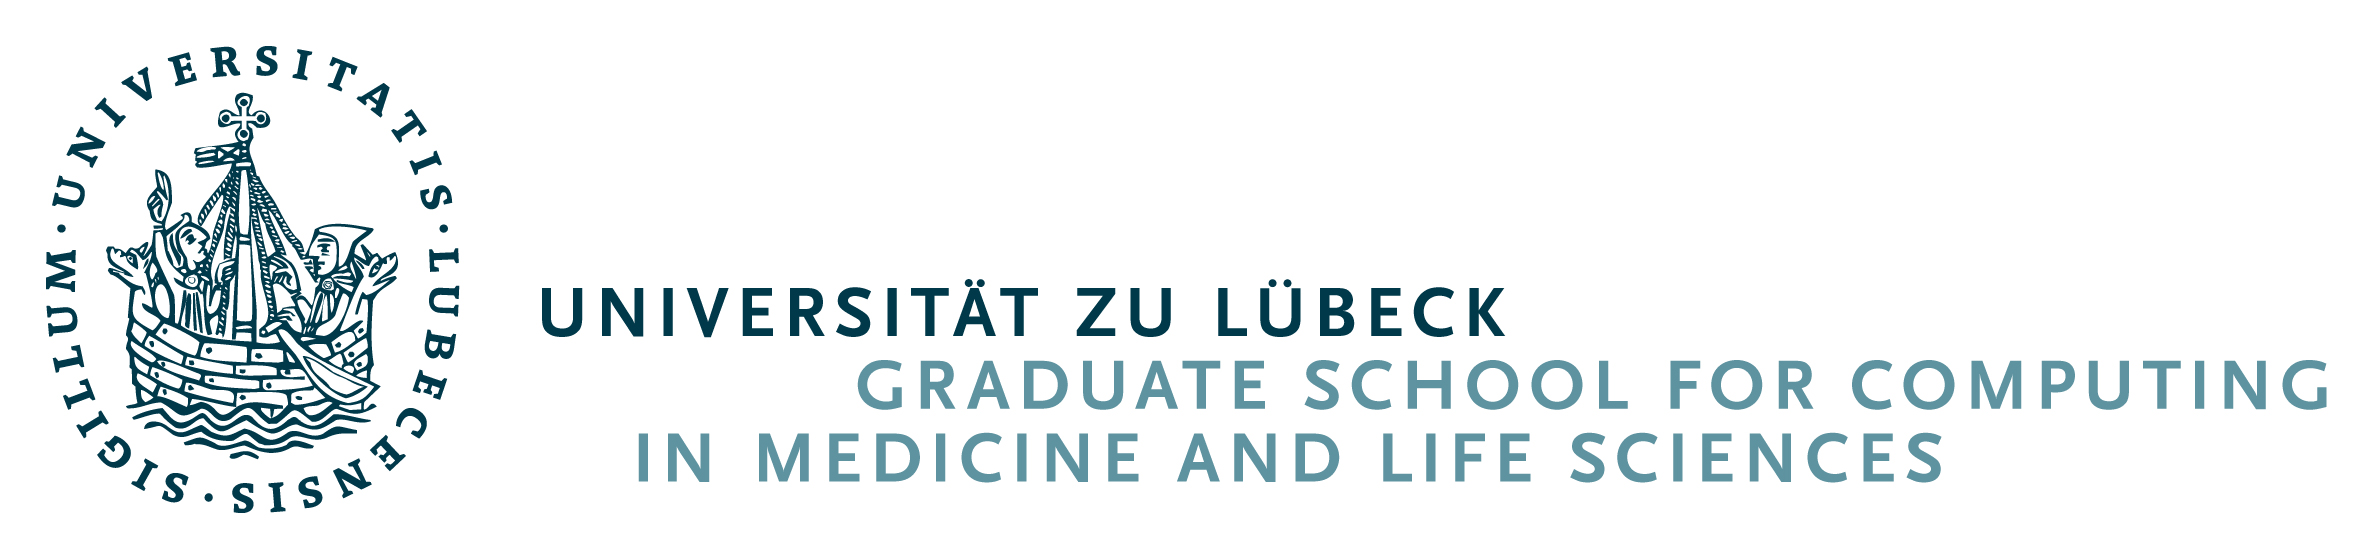 SIGILLUM · UNIVERSITATIS · LUBECENSIS ·
UNIVERSITÄT ZU LÜBECK
GRADUATE SCHOOL FOR COMPUTING
IN MEDICINE AND LIFE SCIENCES